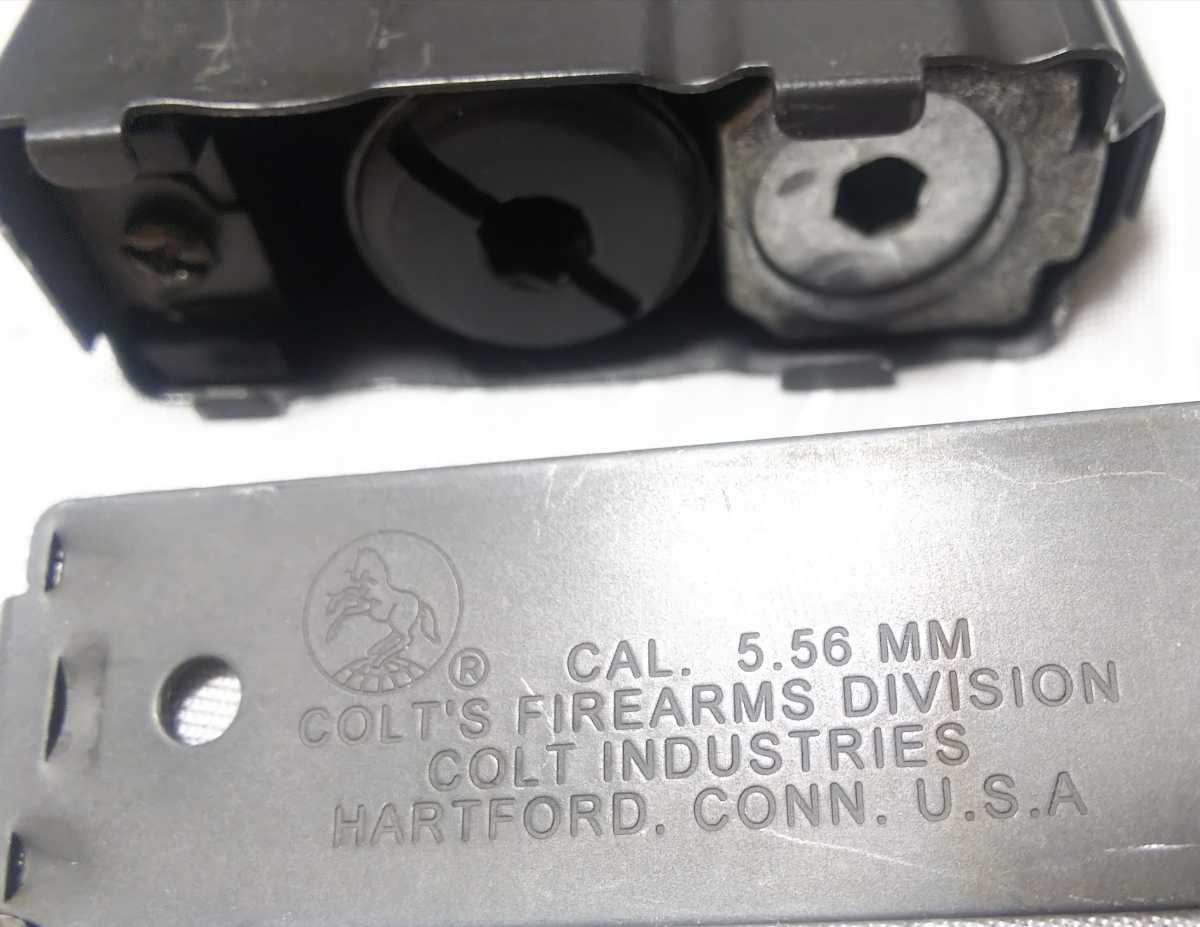 ® CAL. 5.56 MM
COLT'S FIREARMS DIVISION
COLT INDUSTRIES
HARTFORD. CONN. U.S.A